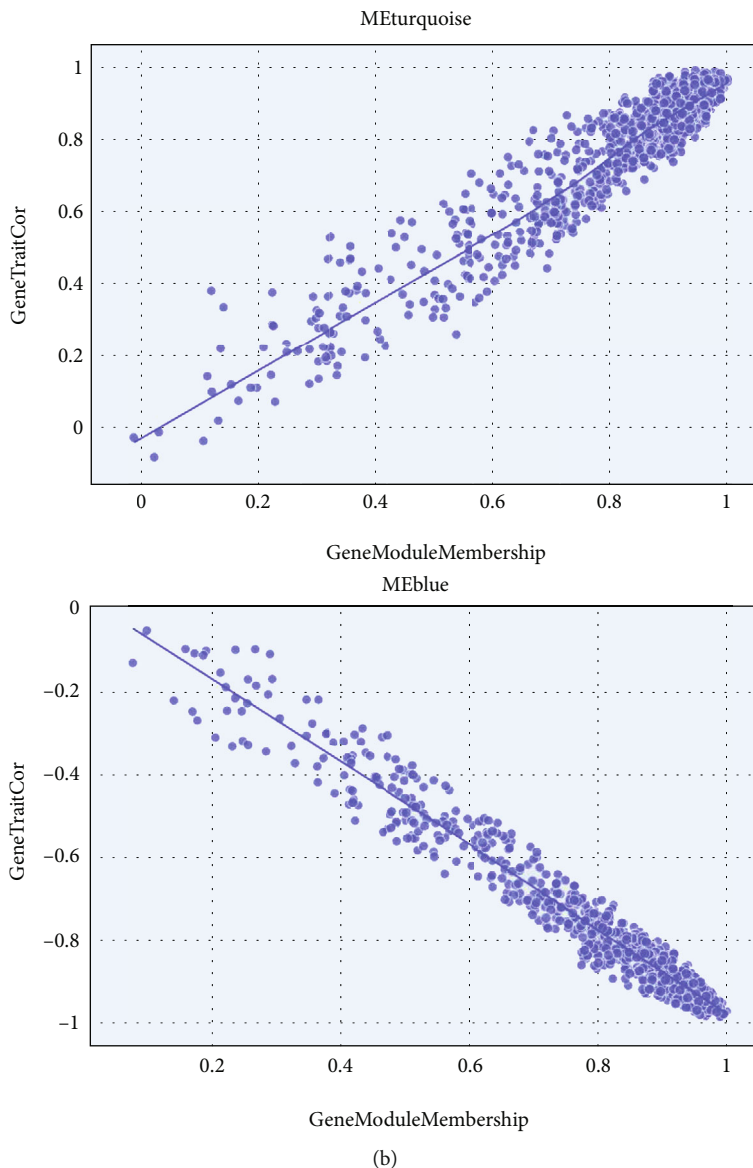 MEturquoise
1
0.8
0.6
0.4
0.2
0
GeneTraitCor
0 0.2 0.4 0.6 0.8 1
GeneModuleMembership
MEblue
0
−0.2
−0.4
−0.6
−0.8
−1
GeneTraitCor
0.2 0.4 0.6 0.8 1
GeneModuleMembership
(b)